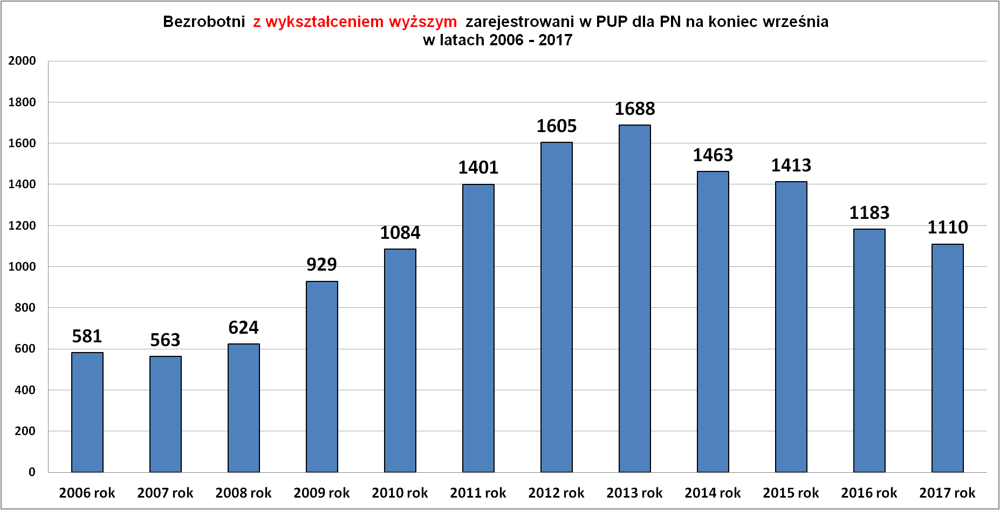 Bezrobotni z wykształceniem wyższym zarejestrowani w PUP dla PN na koniec września
w latach 2006 - 2017
2000
1800
1600
1400
1200
1000
800
600
400
200
0
581
563
624
929
1084
1401
1605
1688
1463
1413
1183
1110
2006 rok
2007 rok
2008 rok
2009 rok
2010 rok
2011 rok
2012 rok
2013 rok
2014 rok
2015 rok
2016 rok
2017 rok